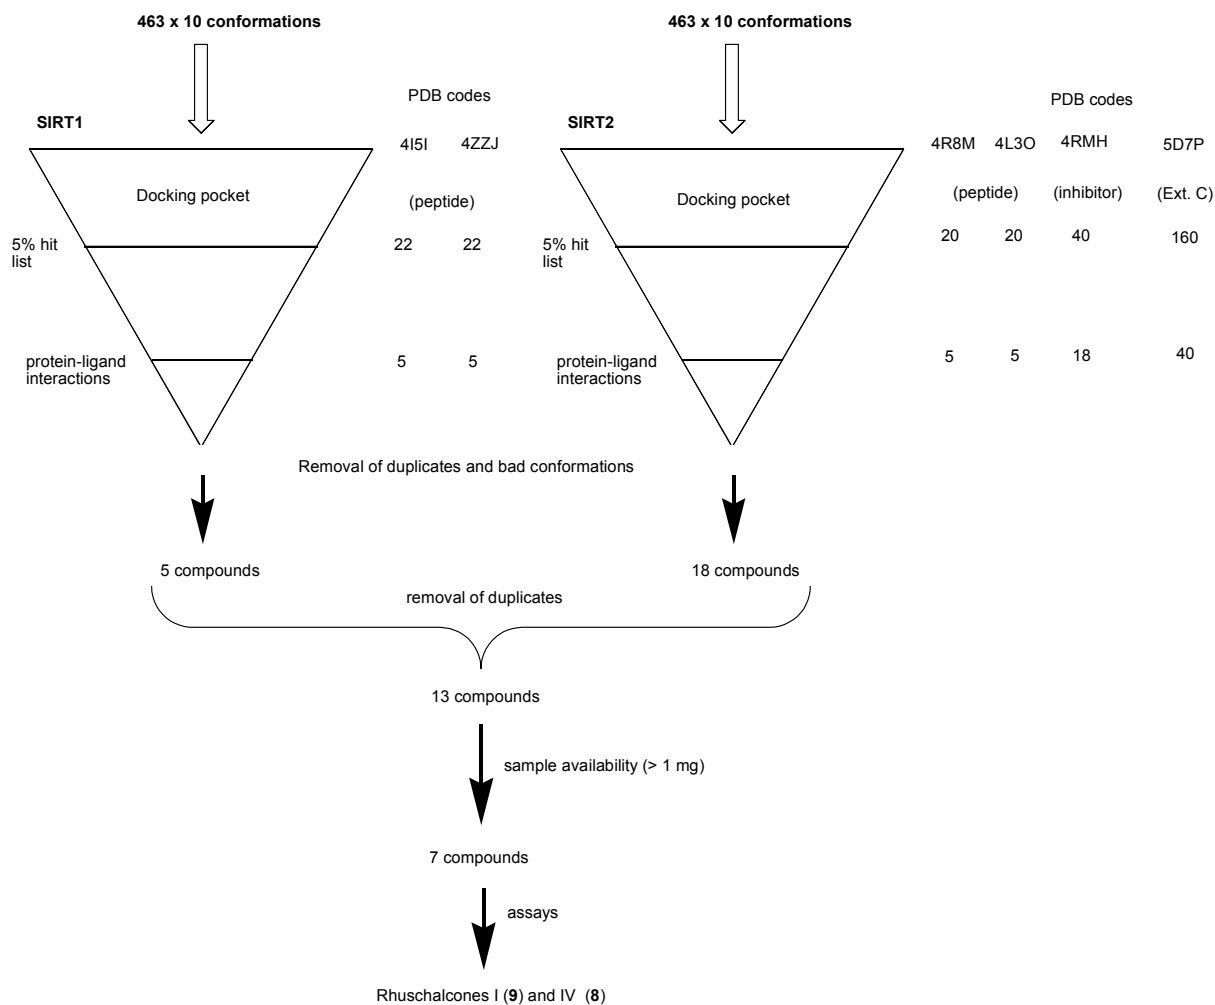 463 x 10 conformations
463 x 10 conformations
PDB codes
PDB codes
SIRT1
SIRT2
4I5I 4ZZJ
4R8M 4L3O 4RMH 5D7P
Docking pocket
Docking pocket
(peptide)
(peptide) (inhibitor) (Ext. C)
5% hit
list
22 22
5% hit
list
20 20 40 160
protein-ligand
interactions
5 5
protein-ligand
interactions
5 5 18 40
Removal of duplicates and bad conformations
5 compounds
18 compounds
removal of duplicates
13 compounds
sample availability (> 1 mg)
7 compounds
assays
Rhuschalcones I (9) and IV (8)